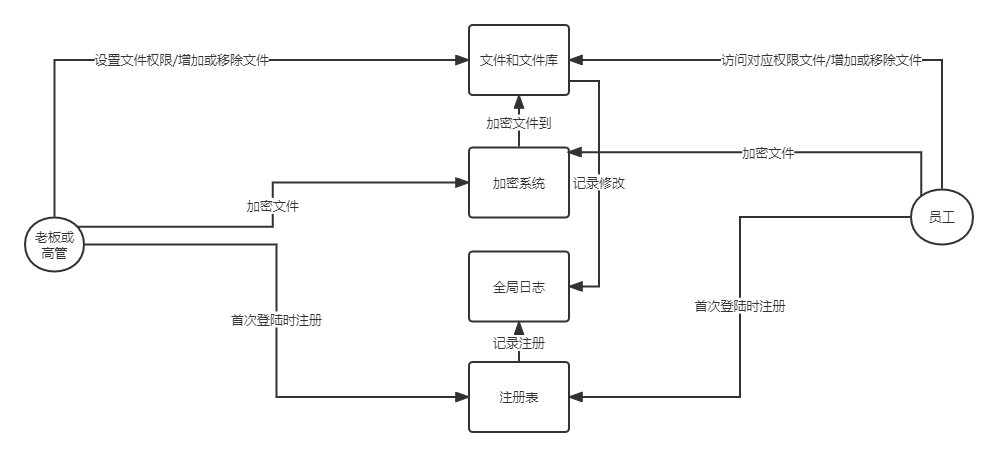 文件和文件库
设置文件权限/增加或移除文件
访问对应权限文件/增加或移除文件
加密文件到
加密文件
加密系统
记录修改
加密文件
员工
老板或
高管
全局日志
首次登陆时注册
首次登陆时注册
记录注册
注册表